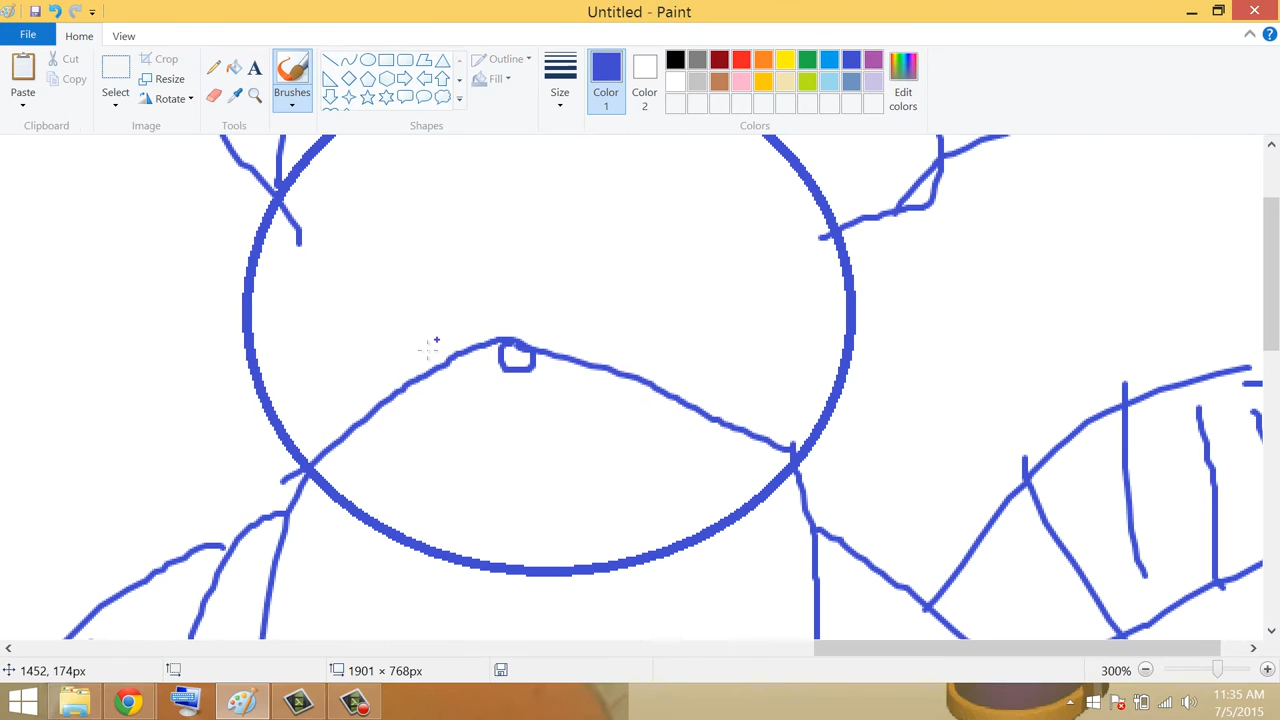 Untitled - Paint
File
Home
View
Paste
Cut
Copy
Clipboard
Select
Crop
Resize
Rotate
Image
A
Tools
Brushes
Shapes
Outline
Fill
Size
Color 1
Color 2
Edit colors
Colors
1452, 174px
1901 × 768px
300%
11:35 AM
7/5/2015